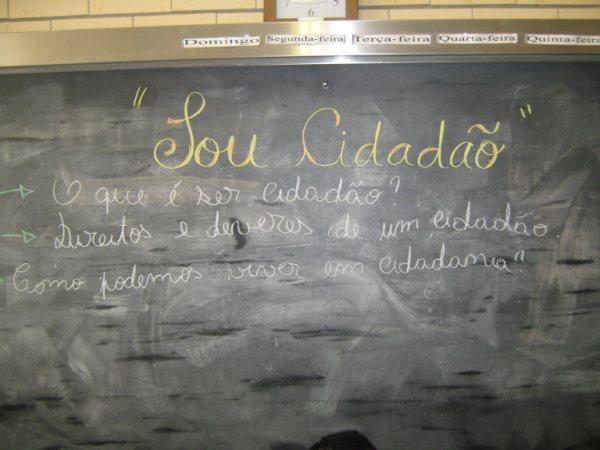 6
Domingo Segunda-feira Terça-feira Quarta-feira Quinta-feira
"Sou Cidadão"
→ O que é ser cidadão?
→ Direitos e deveres de um cidadão.
Como podemos viver em cidadania?